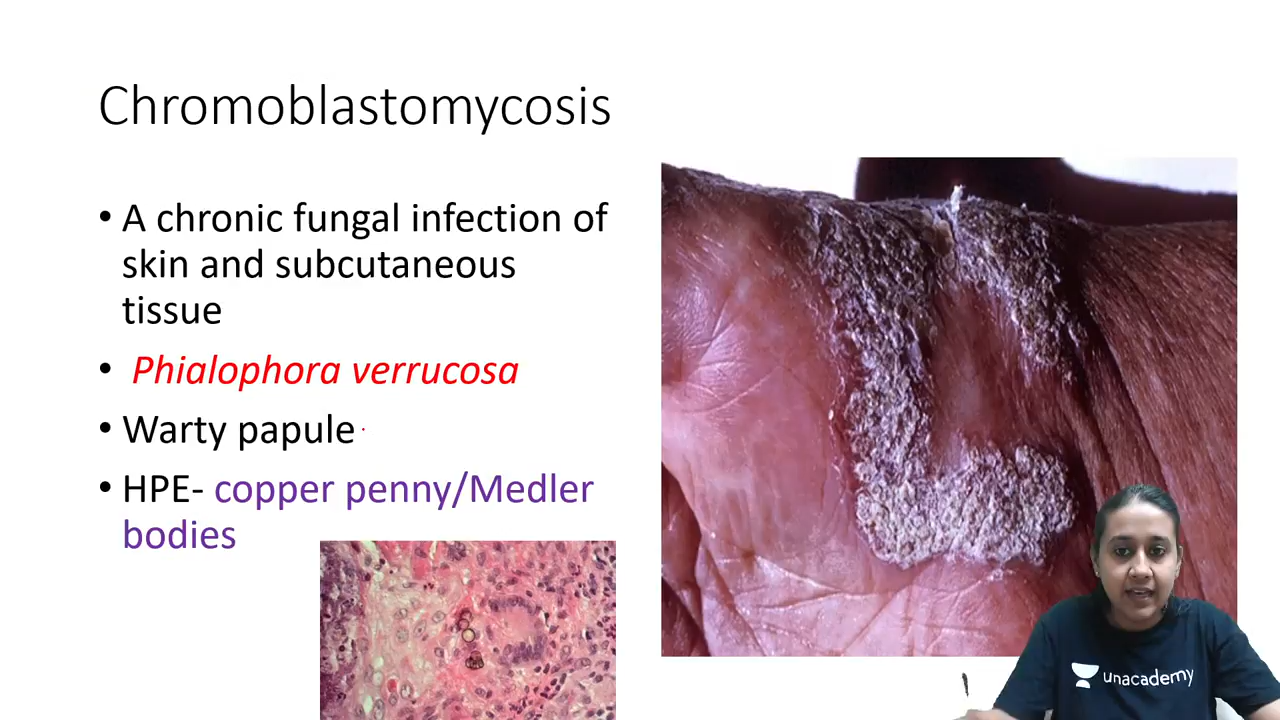 Chromoblastomycosis
• A chronic fungal infection of
skin and subcutaneous
tissue
• Phialophora verrucosa
• Warty papule
• HPE- copper penny/Medler
bodies
unacademy